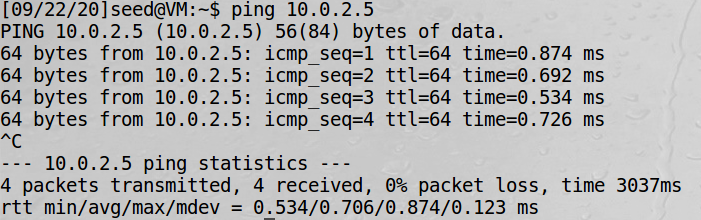 [09/22/20]seed@VM:~$ ping 10.0.2.5
PING 10.0.2.5 (10.0.2.5) 56(84) bytes of data.
64 bytes from 10.0.2.5: icmp_seq=1 ttl=64 time=0.874 ms
64 bytes from 10.0.2.5: icmp_seq=2 ttl=64 time=0.692 ms
64 bytes from 10.0.2.5: icmp_seq=3 ttl=64 time=0.534 ms
64 bytes from 10.0.2.5: icmp_seq=4 ttl=64 time=0.726 ms
^C
--- 10.0.2.5 ping statistics ---
4 packets transmitted, 4 received, 0% packet loss, time 3037ms
rtt min/avg/max/mdev = 0.534/0.706/0.874/0.123 ms